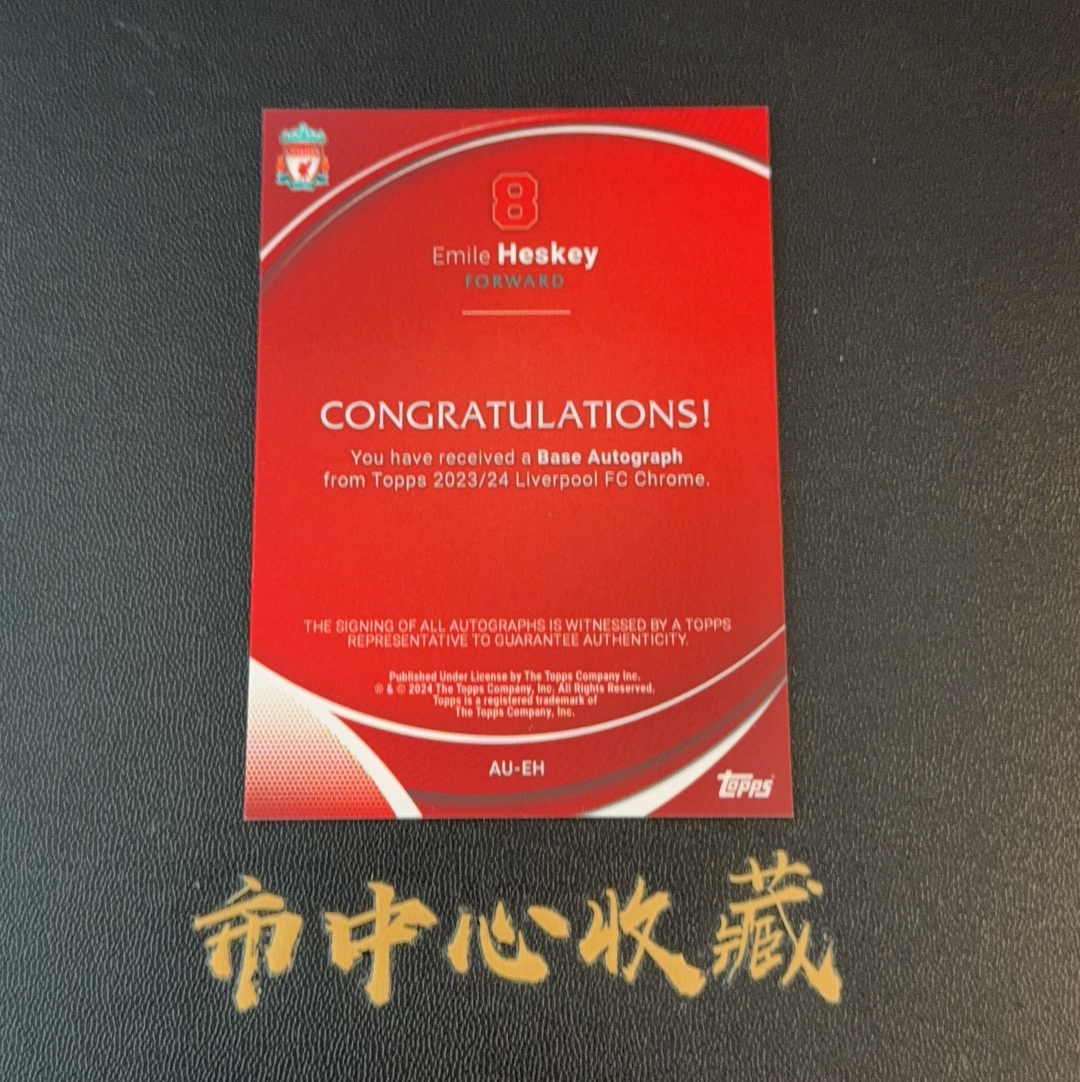 8
Emile Heskey
FORWARD
CONGRATULATIONS!
You have received a Base Autograph
from Topps 2023/24 Liverpool FC Chrome.
THE SIGNING OF ALL AUTOGRAPHS IS WITNESSED BY A TOPPS
REPRESENTATIVE TO GUARANTEE AUTHENTICITY.
Published Under License by The Topps Company Inc.
® & © 2024 The Topps Company, Inc. All Rights Reserved.
Topps is a registered trademark of
The Topps Company, Inc.
AU-EH
Topps
市中心收藏